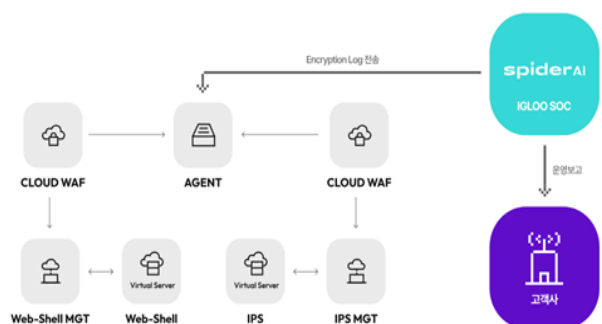 Encryption Log 전송
spiderAI
IGLOO SOC
CLOUD WAF
AGENT
CLOUD WAF
운영보고
Virtual Server
Virtual Server
고객사
Web-Shell MGT
Web-Shell
IPS
IPS MGT